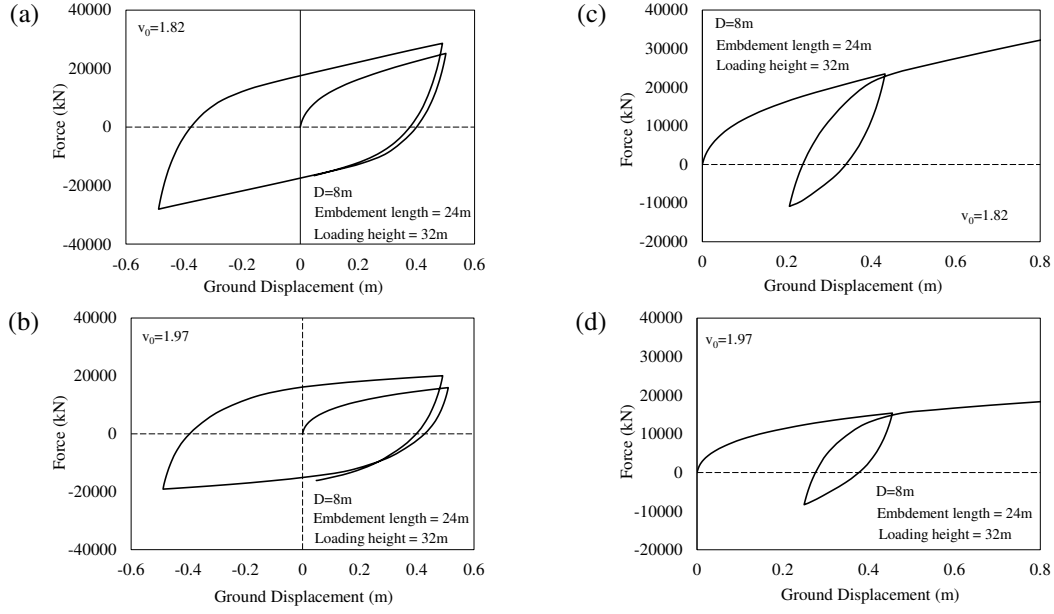 (a)
v0=1.82
40000
20000
0
-20000
-40000
-0.6 -0.4 -0.2 0 0.2 0.4 0.6
Force (kN)
Ground Displacement (m)
D=8m
Embdement length = 24m
Loading height = 32m
(c)
D=8m
Embdement length = 24m
Loading height = 32m
40000
30000
20000
10000
0
-10000
-20000
0 0.2 0.4 0.6 0.8
Force (kN)
Ground Displacement (m)
v0=1.82
(b)
v0=1.97
40000
20000
0
-20000
-40000
-0.6 -0.4 -0.2 0 0.2 0.4 0.6
Force (kN)
Ground Displacement (m)
D=8m
Embdement length = 24m
Loading height = 32m
(d)
v0=1.97
40000
30000
20000
10000
0
-10000
-20000
0 0.2 0.4 0.6 0.8
Force (kN)
Ground Displacement (m)
D=8m
Embdement length = 24m
Loading height = 32m